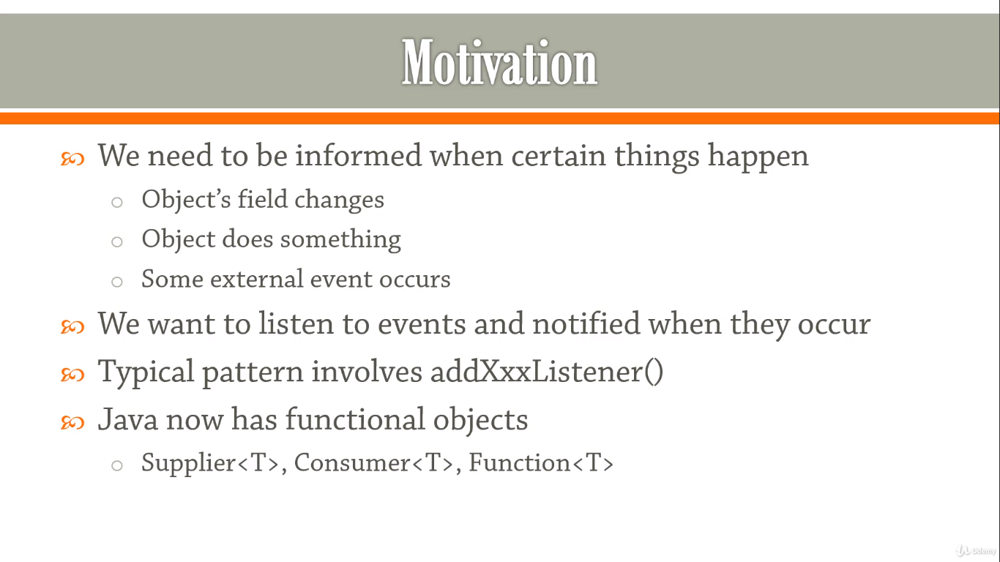 Motivation
We need to be informed when certain things happen
Object’s field changes
Object does something
Some external event occurs
We want to listen to events and notified when they occur
Typical pattern involves addXxxListener()
Java now has functional objects
Supplier<T>, Consumer<T>, Function<T>
Udemy